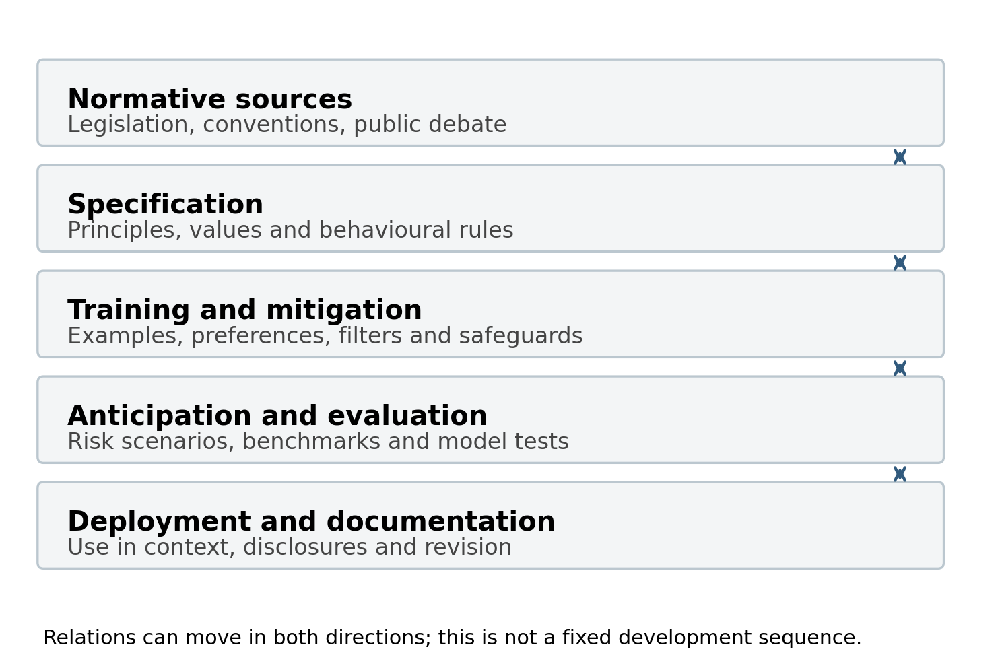 Normative sources
Legislation, conventions, public debate
Specification
Principles, values and behavioural rules
Training and mitigation
Examples, preferences, filters and safeguards
Anticipation and evaluation
Risk scenarios, benchmarks and model tests
Deployment and documentation
Use in context, disclosures and revision
Relations can move in both directions; this is not a fixed development sequence.